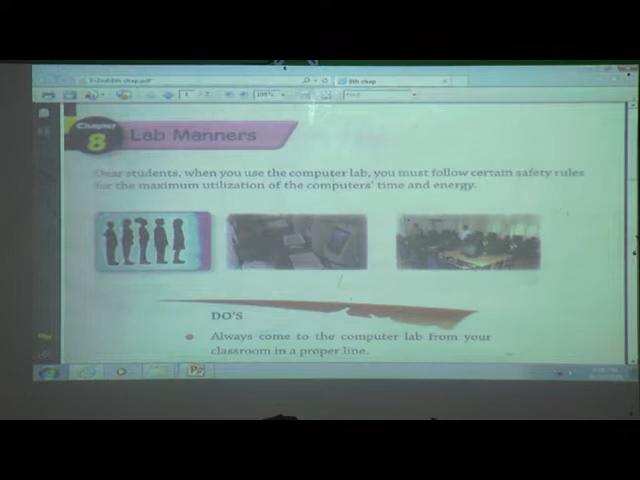 8th chap
Chapter
8
Lab Manners
Dear students, when you use the computer lab, you must follow certain safety rules
for the maximum utilization of the computers' time and energy.
DO'S
Always come to the computer lab from your
classroom in a proper line.